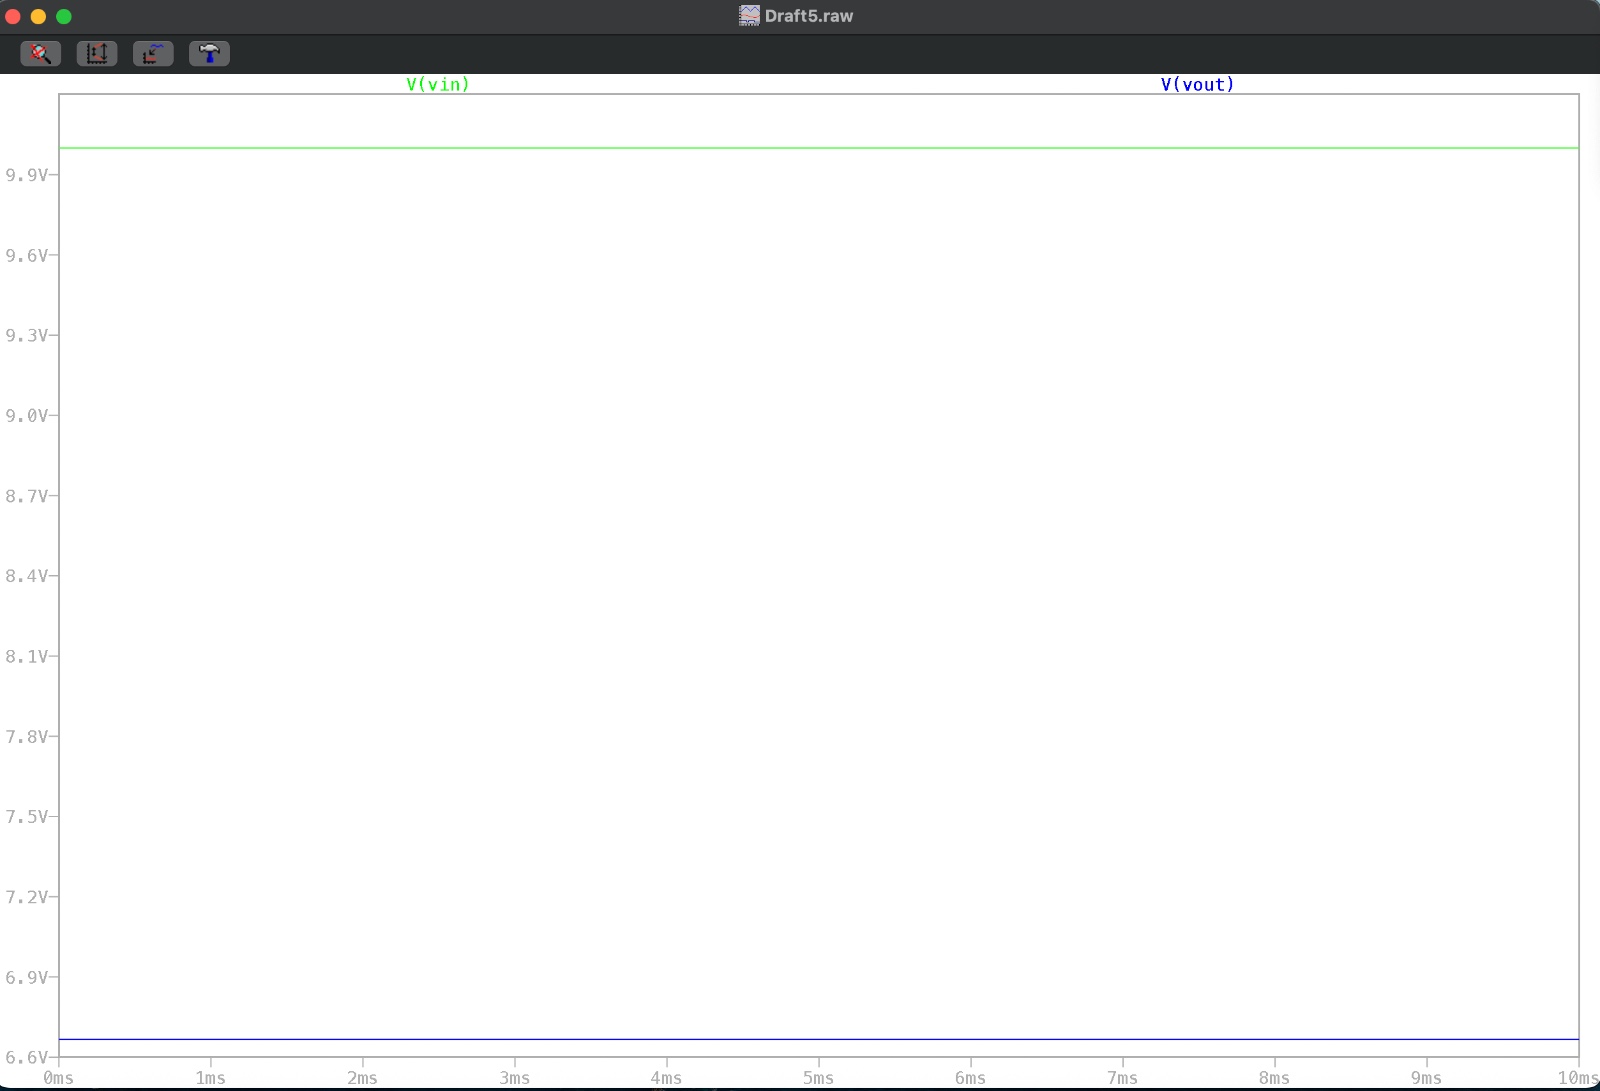 Draft5.raw
V(vin) V(vout)
9.9V
9.6V
9.3V
9.0V
8.7V
8.4V
8.1V
7.8V
7.5V
7.2V
6.9V
6.6V
0ms 1ms 2ms 3ms 4ms 5ms 6ms 7ms 8ms 9ms 10ms